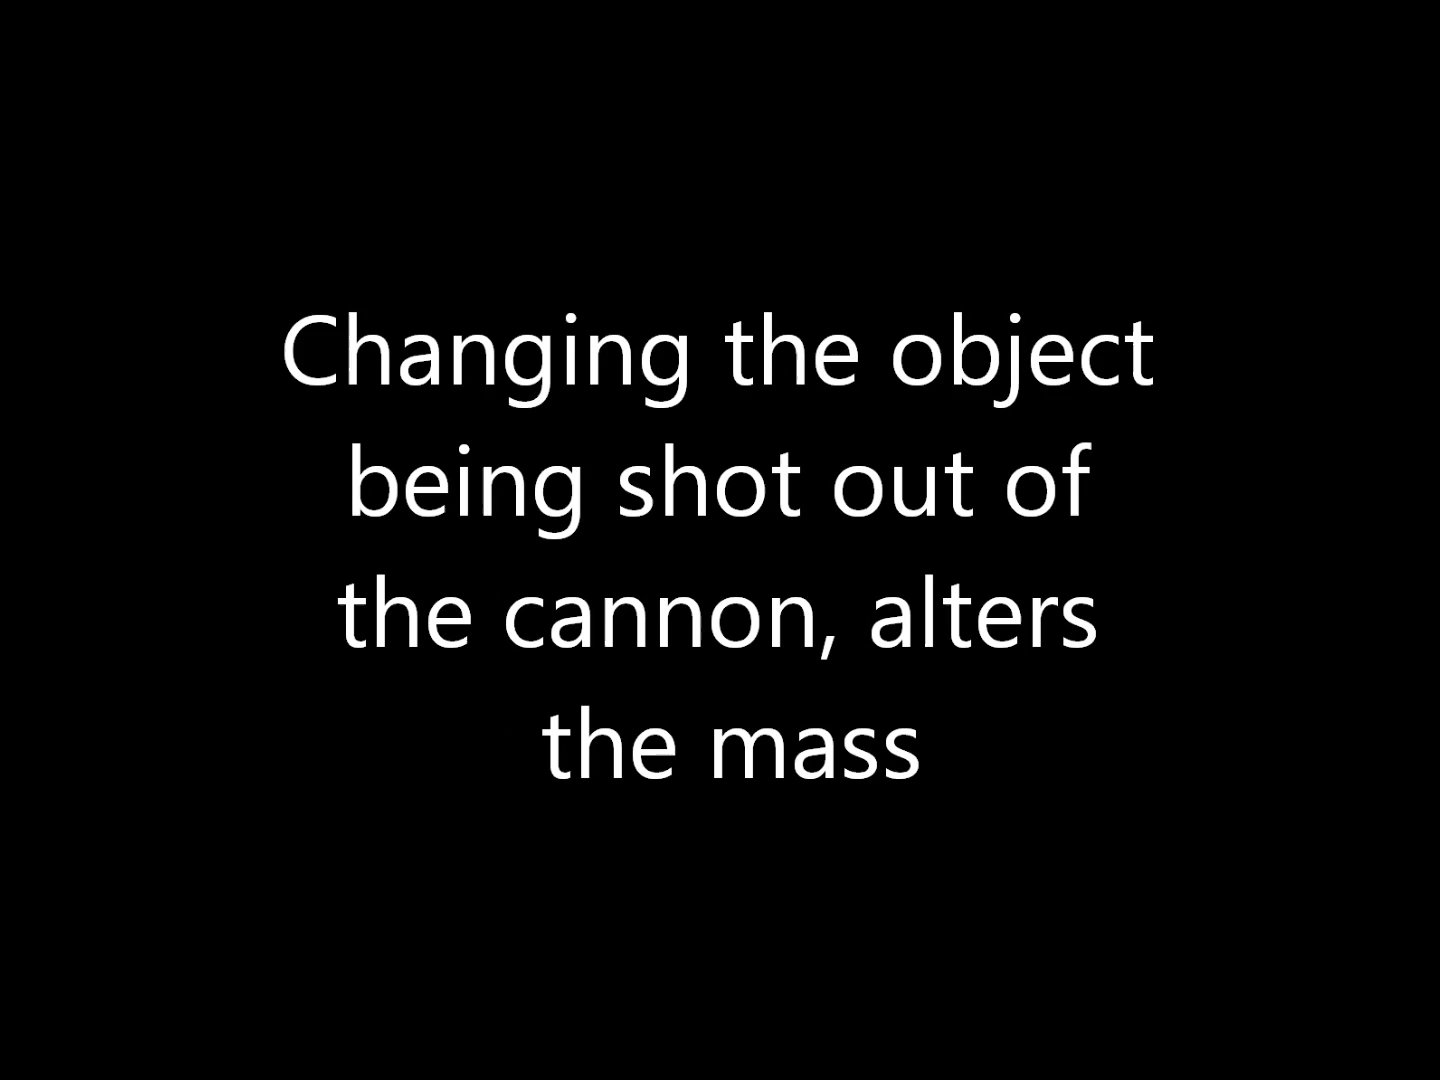 Changing the object
being shot out of
the cannon, alters
the mass